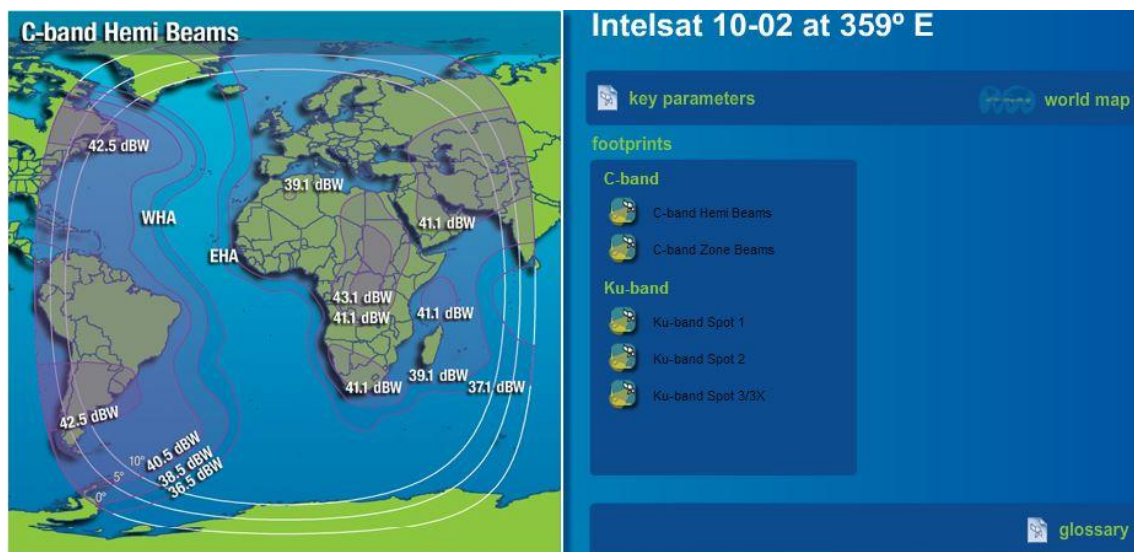 C-band Hemi Beams
42.5 dBW
39.1 dBW
WHA
41.1 dBW
EHA
43.1 dBW
41.1 dBW
41.1 dBW
39.1 dBW
41.1 dBW
37.1 dBW
42.5 dBW
10°
40.5 dBW
5°
38.5 dBW
0°
36.5 dBW
Intelsat 10-02 at 359º E
key parameters
world map
footprints
C-band
C-band Hemi Beams
C-band Zone Beams
Ku-band
Ku-band Spot 1
Ku-band Spot 2
Ku-band Spot 3/3X
glossary